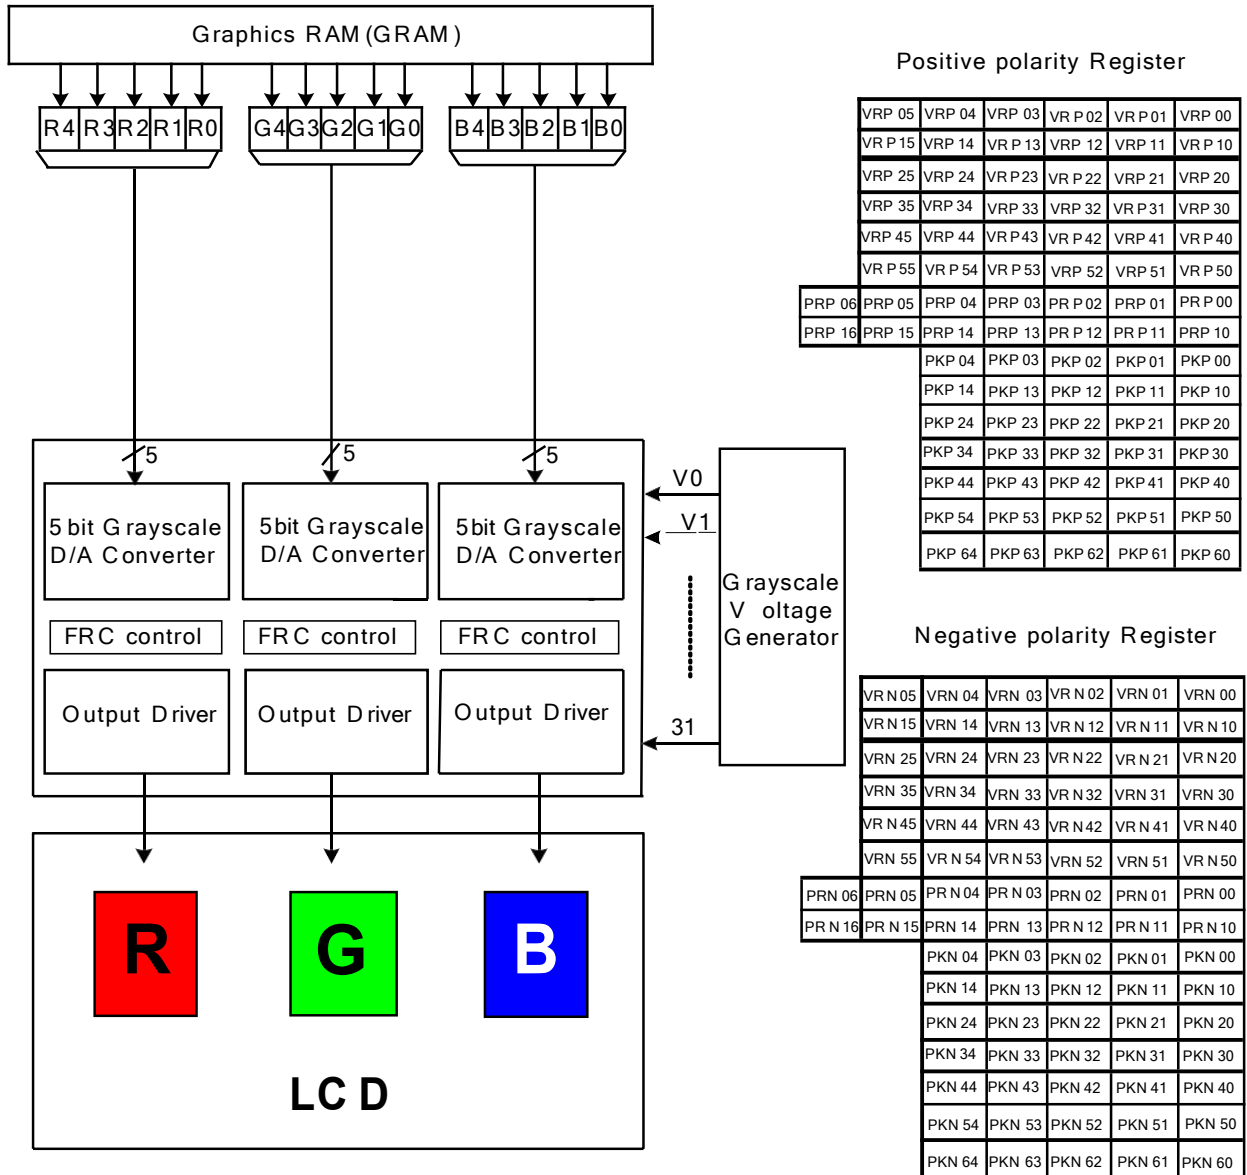 Graphics RAM (GRAM)
R4 R3 R2 R1 R0 G4 G3 G2 G1 G0 B4 B3 B2 B1 B0
5 5 5
5bit Grayscale D/A Converter
5bit Grayscale D/A Converter
5bit Grayscale D/A Converter
FRC control FRC control FRC control
Output Driver Output Driver Output Driver
V0
V1
31
Grayscale
Voltage
Generator
R G B
LCD
Positive polarity Register
VRP 05 VRP 04 VRP 03 VRP 02 VRP 01 VRP 00
VRP 15 VRP 14 VRP 13 VRP 12 VRP 11 VRP 10
VRP 25 VRP 24 VRP 23 VRP 22 VRP 21 VRP 20
VRP 35 VRP 34 VRP 33 VRP 32 VRP 31 VRP 30
VRP 45 VRP 44 VRP 43 VRP 42 VRP 41 VRP 40
VRP 55 VRP 54 VRP 53 VRP 52 VRP 51 VRP 50
PRP 06 PRP 05 PRP 04 PRP 03 PRP 02 PRP 01 PRP 00
PRP 16 PRP 15 PRP 14 PRP 13 PRP 12 PRP 11 PRP 10
PKP 04 PKP 03 PKP 02 PKP 01 PKP 00
PKP 14 PKP 13 PKP 12 PKP 11 PKP 10
PKP 24 PKP 23 PKP 22 PKP 21 PKP 20
PKP 34 PKP 33 PKP 32 PKP 31 PKP 30
PKP 44 PKP 43 PKP 42 PKP 41 PKP 40
PKP 54 PKP 53 PKP 52 PKP 51 PKP 50
PKP 64 PKP 63 PKP 62 PKP 61 PKP 60
Negative polarity Register
VRN 05 VRN 04 VRN 03 VRN 02 VRN 01 VRN 00
VRN 15 VRN 14 VRN 13 VRN 12 VRN 11 VRN 10
VRN 25 VRN 24 VRN 23 VRN 22 VRN 21 VRN 20
VRN 35 VRN 34 VRN 33 VRN 32 VRN 31 VRN 30
VRN 45 VRN 44 VRN 43 VRN 42 VRN 41 VRN 40
VRN 55 VRN 54 VRN 53 VRN 52 VRN 51 VRN 50
PRN 06 PRN 05 PRN 04 PRN 03 PRN 02 PRN 01 PRN 00
PRN 16 PRN 15 PRN 14 PRN 13 PRN 12 PRN 11 PRN 10
PKN 04 PKN 03 PKN 02 PKN 01 PKN 00
PKN 14 PKN 13 PKN 12 PKN 11 PKN 10
PKN 24 PKN 23 PKN 22 PKN 21 PKN 20
PKN 34 PKN 33 PKN 32 PKN 31 PKN 30
PKN 44 PKN 43 PKN 42 PKN 41 PKN 40
PKN 54 PKN 53 PKN 52 PKN 51 PKN 50
PKN 64 PKN 63 PKN 62 PKN 61 PKN 60